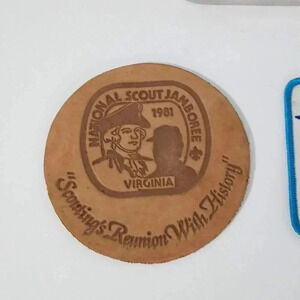 NATIONAL SCOUT JAMBOREE
1981
VIRGINIA
"Scouting's Reunion With History"